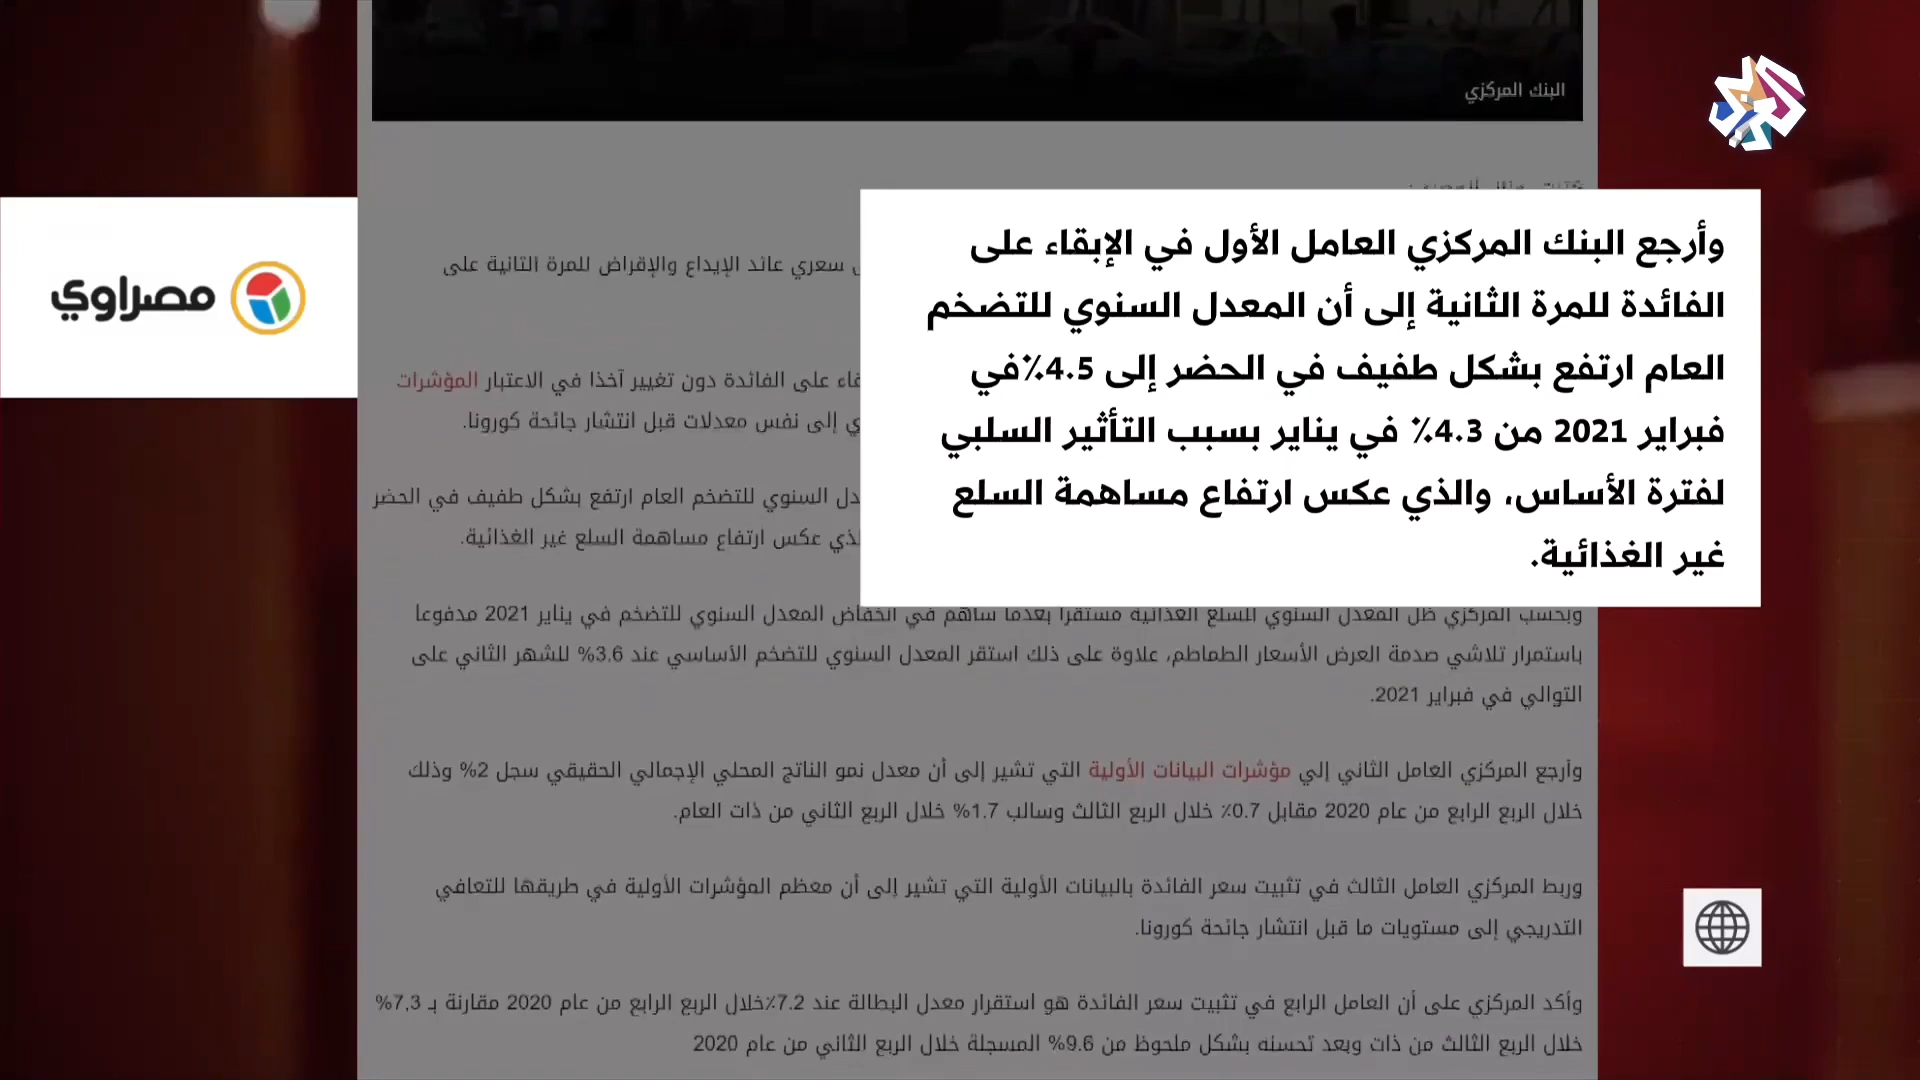 البنك المركزي
وأرجع البنك المركزي العامل الأول في الإبقاء على
الفائدة للمرة الثانية إلى أن المعدل السنوي للتضخم
العام ارتفع بشكل طفيف في الحضر إلى 4.5٪في
فبراير 2021 من 4.3٪ في يناير بسبب التأثير السلبي
لفترة الأساس، والذي عكس ارتفاع مساهمة السلع
غير الغذائية.
مصراوي
سعري عائد الإيداع والإقراض للمرة الثانية على
على الفائدة دون تغيير آخذا في الاعتبار المؤشرات
إلى نفس معدلات قبل انتشار جائحة كورونا.
السنوي للتضخم العام ارتفع بشكل طفيف في الحضر
عكس ارتفاع مساهمة السلع غير الغذائية.
وبحسب المركزي ظل المعدل السنوي للسلع الغذائية مستقرا بعدما ساهم في انخفاض المعدل السنوي للتضخم في يناير 2021 مدفوعا
باستمرار تلاشي صدمة العرض الأسعار الطماطم، علاوة على ذلك استقر المعدل السنوي للتضخم الأساسي عند 3.6% للشهر الثاني على
التوالي في فبراير 2021.
وأرجع المركزي العامل الثاني إلي مؤشرات البيانات الأولية التي تشير إلى أن معدل نمو الناتج المحلي الإجمالي الحقيقي سجل 2% وذلك
خلال الربع الرابع من عام 2020 مقابل 0.7٪ خلال الربع الثالث وسالب 1.7% خلال الربع الثاني من ذات العام.
وربط المركزي العامل الثالث في تثبيت سعر الفائدة بالبيانات الأولية التي تشير إلى أن معظم المؤشرات الأولية في طريقها للتعافي
التدريجي إلى مستويات ما قبل انتشار جائحة كورونا.
وأكد المركزي على أن العامل الرابع في تثبيت سعر الفائدة هو استقرار معدل البطالة عند 7.2٪خلال الربع الرابع من عام 2020 مقارنة بـ 7,3%
خلال الربع الثالث من ذات وبعد تحسنه بشكل ملحوظ من 9.6% المسجلة خلال الربع الثاني من عام 2020